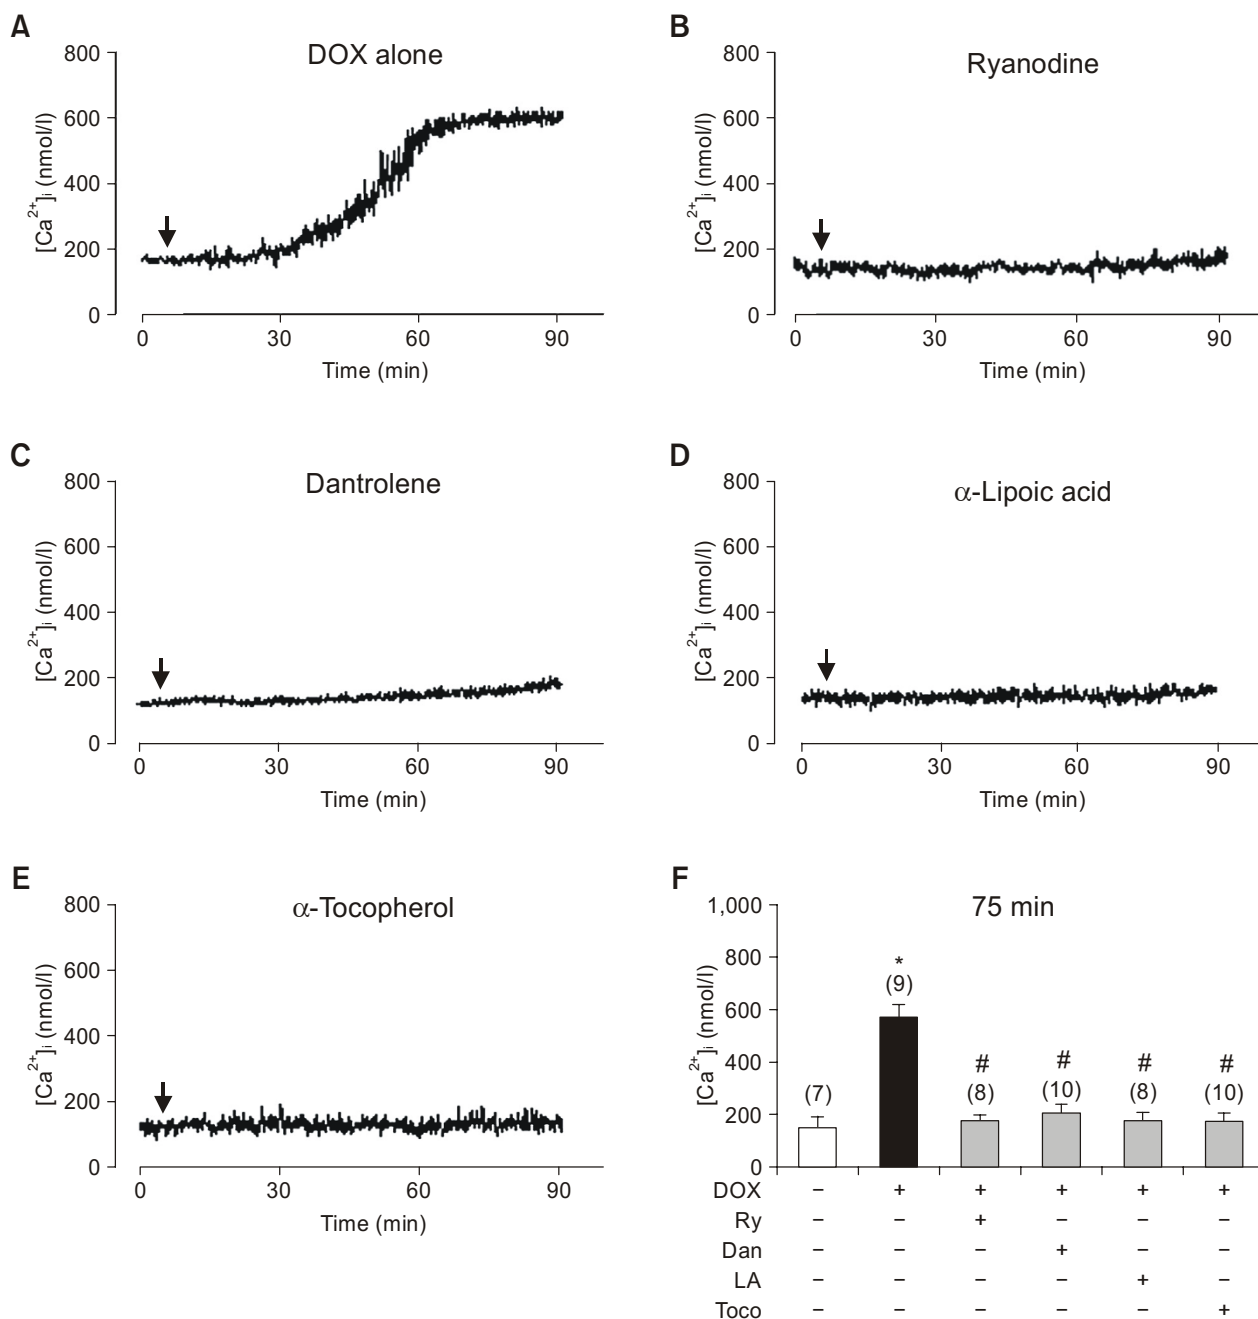 A
DOX alone
800
600
400
200
0
[Ca2+]i (nmol/l)
0 30 60 90
Time (min)
B
Ryanodine
800
600
400
200
0
[Ca2+]i (nmol/l)
0 30 60 90
Time (min)
C
Dantrolene
800
600
400
200
0
[Ca2+]i (nmol/l)
0 30 60 90
Time (min)
D
α-Lipoic acid
800
600
400
200
0
[Ca2+]i (nmol/l)
0 30 60 90
Time (min)
E
α-Tocopherol
800
600
400
200
0
[Ca2+]i (nmol/l)
0 30 60 90
Time (min)
F
75 min
1,000
800
600
400
200
0
[Ca2+]i (nmol/l)
*
# # # #
(7) (9) (8) (10) (8) (10)
DOX – + + + + +
Ry – – + – – –
Dan – – – + – –
LA – – – – + –
Toco – – – – – +